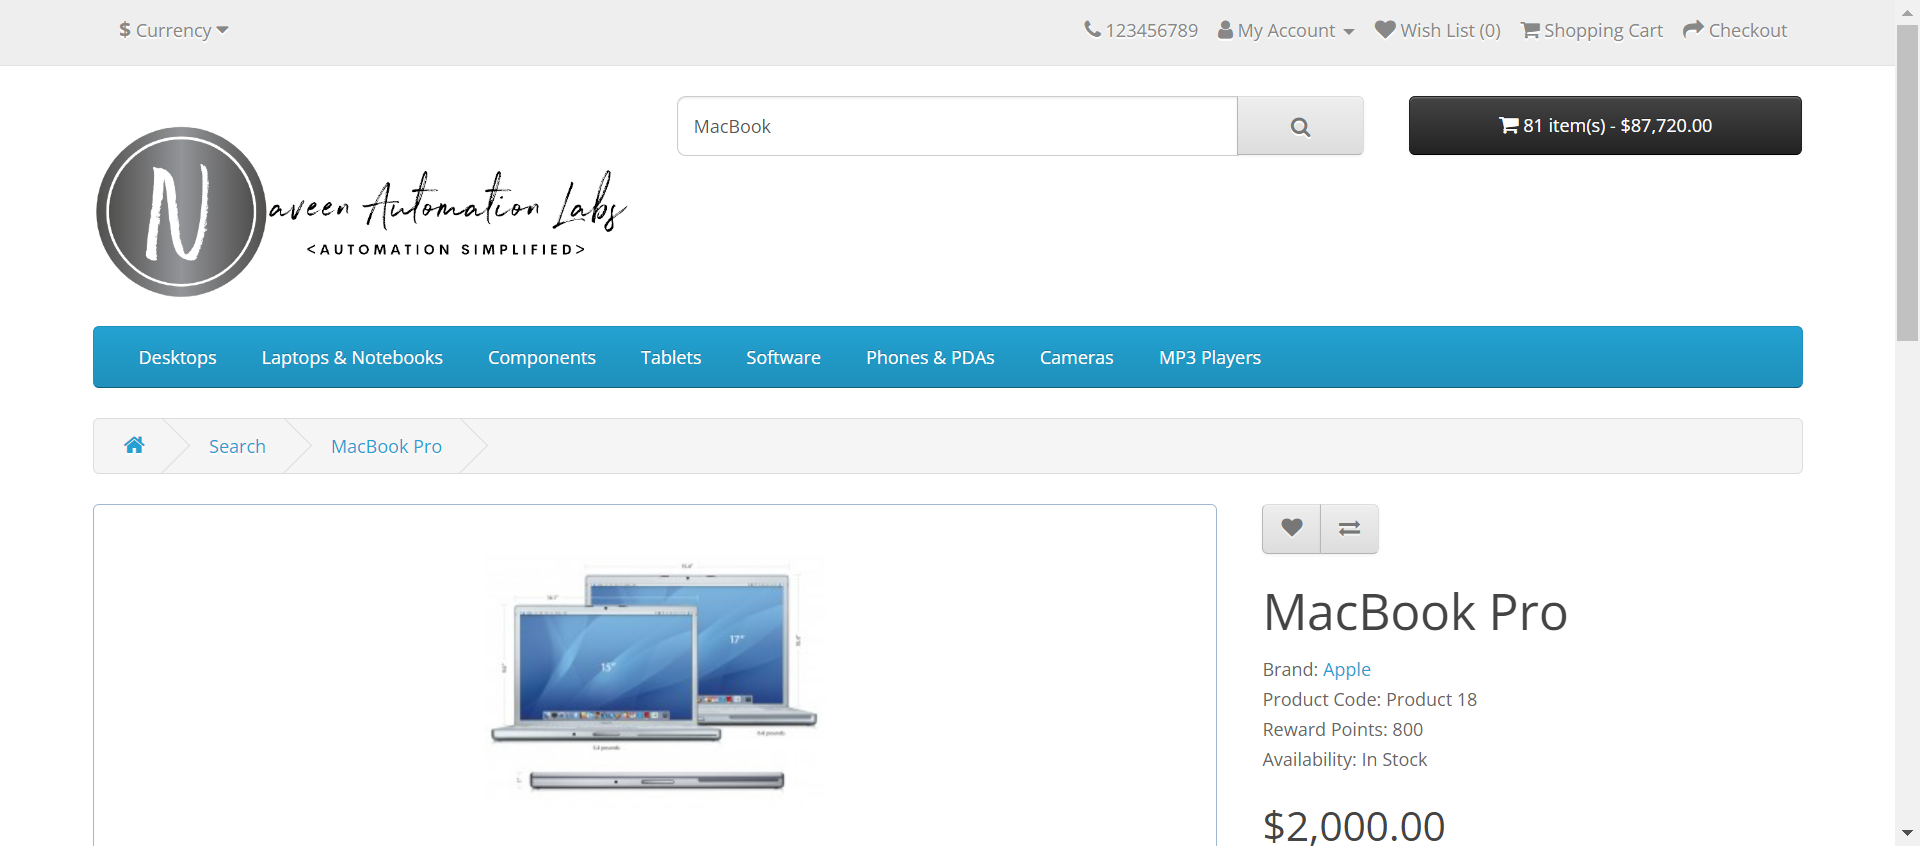 $ Currency
123456789
My Account
Wish List (0)
Shopping Cart
Checkout
MacBook
81 item(s) - $87,720.00
N aveen Automation Labs
<AUTOMATION SIMPLIFIED>
Desktops
Laptops & Notebooks
Components
Tablets
Software
Phones & PDAs
Cameras
MP3 Players
Search
MacBook Pro
15"
17"
MacBook Pro
Brand: Apple
Product Code: Product 18
Reward Points: 800
Availability: In Stock
$2,000.00